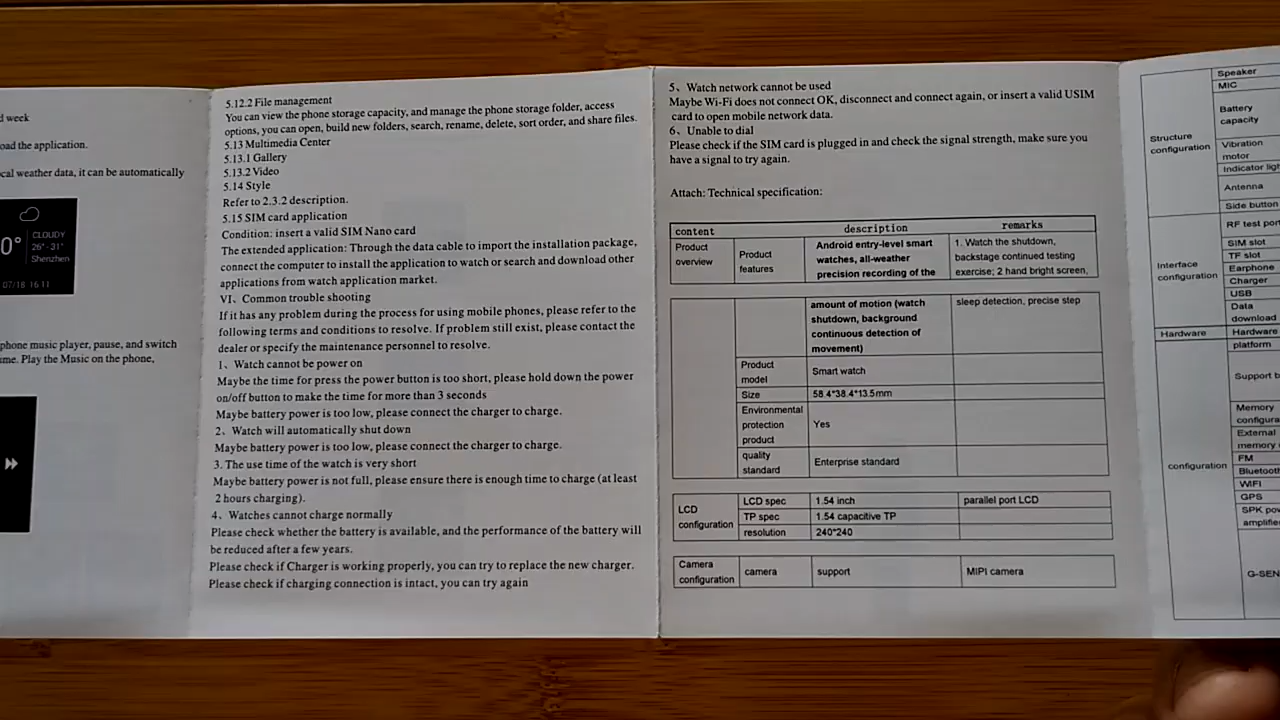 d week
oad the application.
cal weather data, it can be automatically
0° CLOUDY
26°-31°
Shenzhen
07/18 16:11
phone music player, pause, and switch
me. Play the Music on the phone,
5.12.2 File management
You can view the phone storage capacity, and manage the phone storage folder, access
options, you can open, build new folders, search, rename, delete, sort order, and share files.
5.13 Multimedia Center
5.13.1 Gallery
5.13.2 Video
5.14 Style
Refer to 2.3.2 description.
5.15 SIM card application
Condition: insert a valid SIM Nano card
The extended application: Through the data cable to import the installation package,
connect the computer to install the application to watch or search and download other
applications from watch application market.
VI、Common trouble shooting
If it has any problem during the process for using mobile phones, please refer to the
following terms and conditions to resolve. If problem still exist, please contact the
dealer or specify the maintenance personnel to resolve.
1、Watch cannot be power on
Maybe the time for press the power button is too short, please hold down the power
on/off button to make the time for more than 3 seconds
Maybe battery power is too low, please connect the charger to charge.
2、Watch will automatically shut down
Maybe battery power is too low, please connect the charger to charge.
3. The use time of the watch is very short
Maybe battery power is not full, please ensure there is enough time to charge (at least
2 hours charging).
4、Watches cannot charge normally
Please check whether the battery is available, and the performance of the battery will
be reduced after a few years.
Please check if Charger is working properly, you can try to replace the new charger.
Please check if charging connection is intact, you can try again
5、Watch network cannot be used
Maybe Wi-Fi does not connect OK, disconnect and connect again, or insert a valid USIM
card to open mobile network data.
6、Unable to dial
Please check if the SIM card is plugged in and check the signal strength, make sure you
have a signal to try again.
Attach: Technical specification:
content description remarks
Product overview Product features Android entry-level smart watches, all-weather precision recording of the 1. Watch the shutdown, backstage continued testing exercise; 2 hand bright screen,
amount of motion (watch shutdown, background continuous detection of movement) sleep detection, precise step
Product model Smart watch
Size 58.4*38.4*13.5mm
Environmental protection product Yes
quality standard Enterprise standard
LCD configuration LCD spec 1.54 inch parallel port LCD
TP spec 1.54 capacitive TP
resolution 240*240
Camera configuration camera support MIPI camera
Structure configuration Speaker
MIC
Battery capacity
Vibration motor
Indicator ligh
Antenna
Side button
Interface configuration RF test port
SIM slot
TF slot
Earphone
Charger
USB
Data download
Hardware Hardware platform
configuration Support b
Memory configura
External memory
FM
Bluetooth
WIFI
GPS
SPK pow amplifie
G-SEN